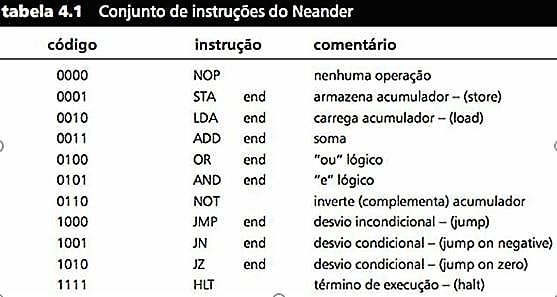 tabela 4.1 Conjunto de instruções do Neander
código instrução comentário
0000 NOP nenhuma operação
0001 STA end armazena acumulador – (store)
0010 LDA end carrega acumulador – (load)
0011 ADD end soma
0100 OR end "ou" lógico
0101 AND end "e" lógico
0110 NOT inverte (complementa) acumulador
1000 JMP end desvio incondicional – (jump)
1001 JN end desvio condicional – (jump on negative)
1010 JZ end desvio condicional – (jump on zero)
1111 HLT término de execução – (halt)